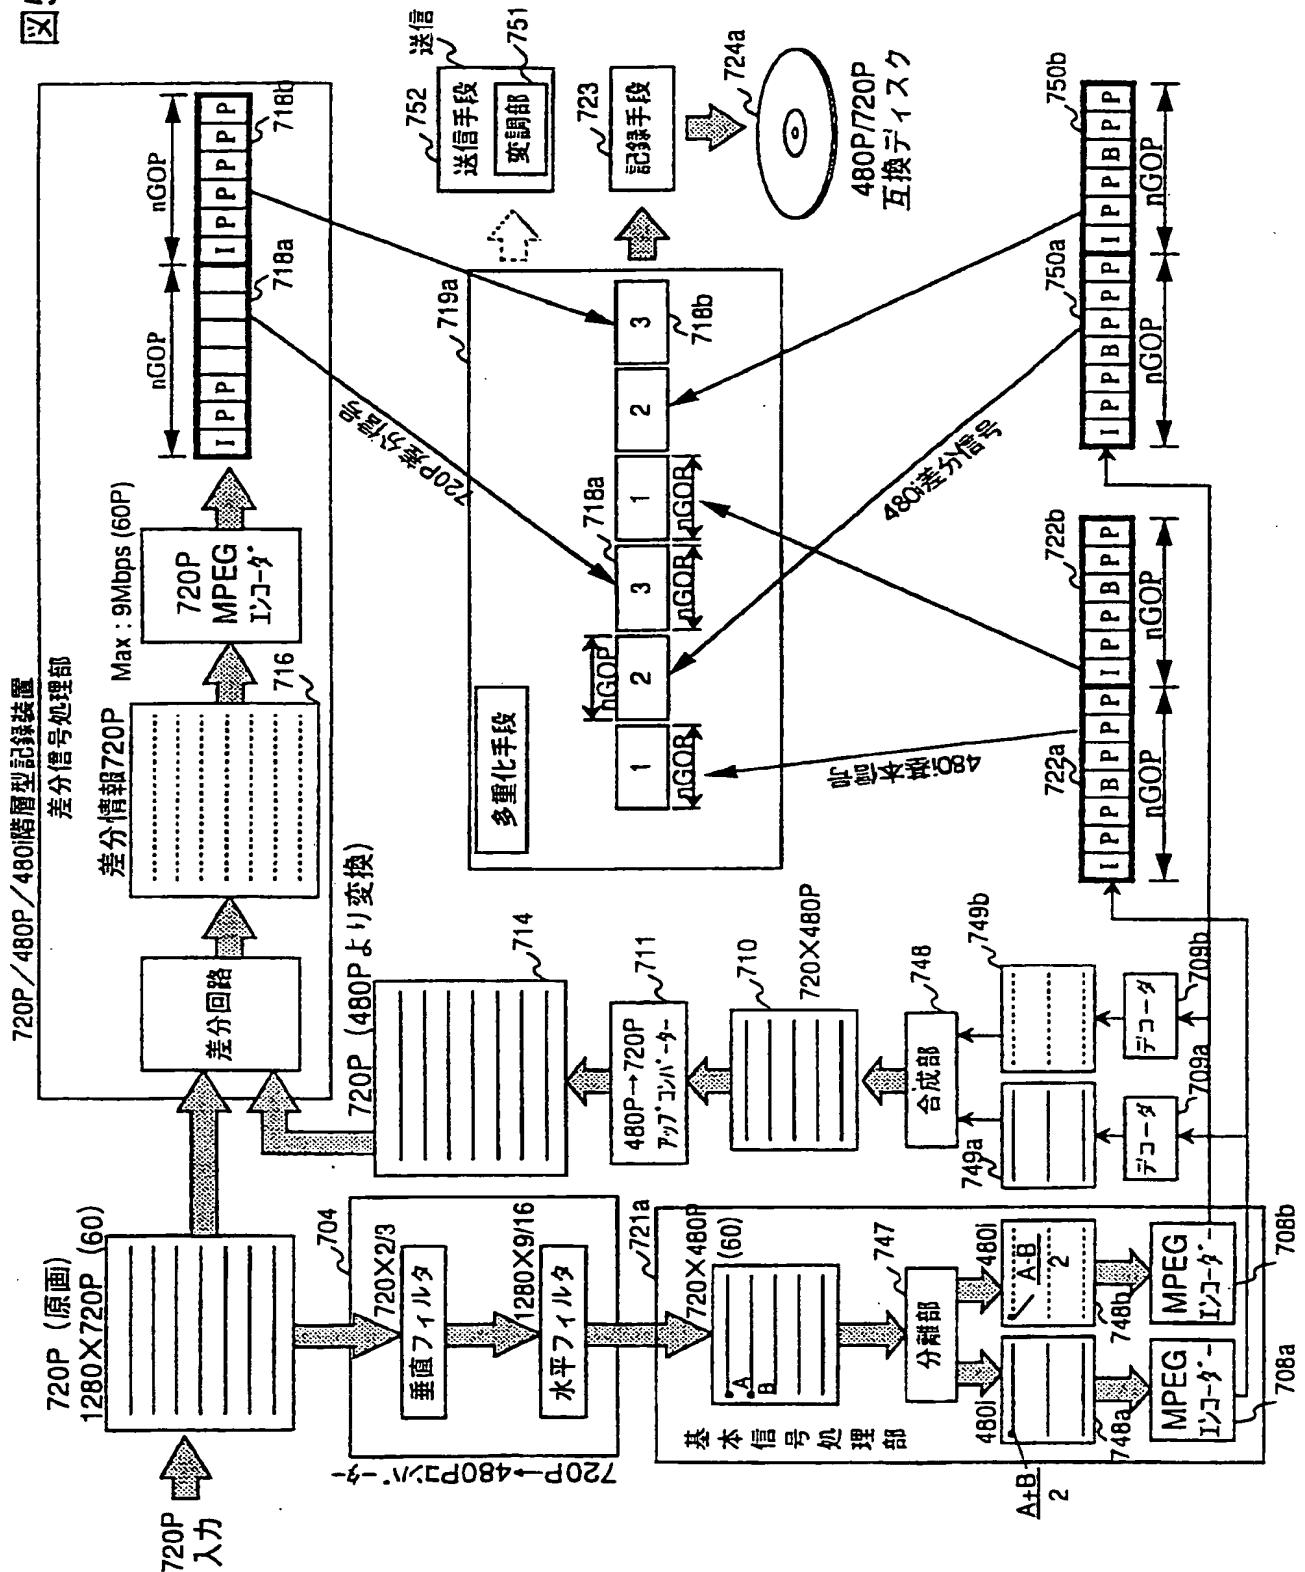 図
720P/480P/480i階層型記録装置
差分信号処理部
720P
入力
720P (原画)
1280×720P (60)
差分回路
差分情報720P
716
Max : 9Mbps (60P)
720P
MPEG
エンコーダ
nGOP
nGOP
I P P
I P P P P P
718a
718b
704
720×2/3
垂直フィルタ
1280×9/16
水平フィルタ
720P→480Pコンバーター
720P (480Pより変換)
714
480P→720P
アップコンバーター
711
710
720×480P
合成部
748
749a
749b
デコーダ
709a
デコーダ
709b
721a
720×480P
(60)
A
B
747
分離部
480i
480i
A+B
2
A-B
2
748a
748b
MPEG
エンコーダー
MPEG
エンコーダー
708a
708b
基本信号処理部
719a
多重化手段
1
2
3
1
2
3
nGOP
nGOP
nGOP
nGOP
718a
718b
720P差分信号
480i差分信号
480i基本信号
752
送信
送信手段
変調部
751
723
記録手段
724a
480P/720P
互換ディスク
722a
722b
I P P B P P P
I P P B P P
nGOP
nGOP
750a
750b
I P P B P P P
I P P B P P
nGOP
nGOP